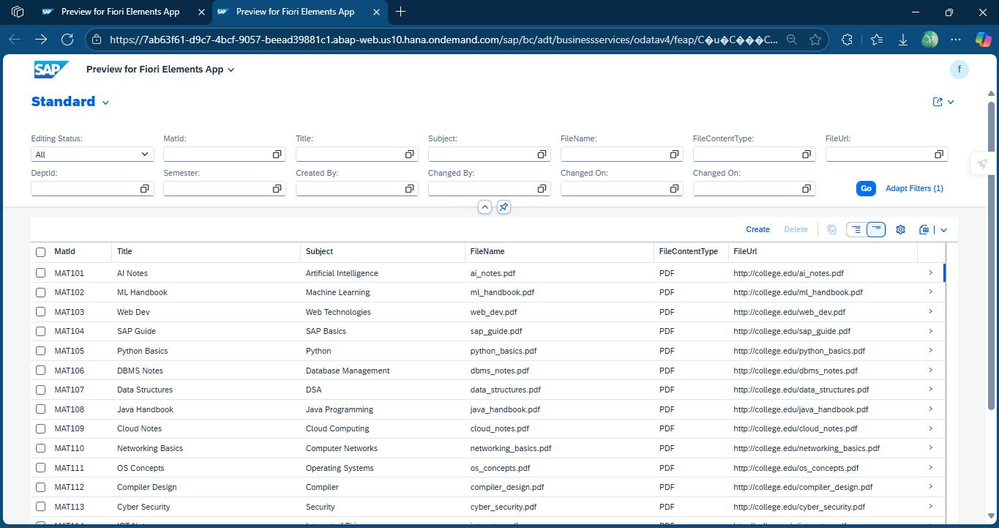 Preview for Fiori Elements App
Preview for Fiori Elements App
https://7ab63f61-d9c7-4bcf-9057-beead39881c1.abap-web.us10.hana.ondemand.com/sap/bc/adt/businessservices/odatav4/feap/C�u�C���C...
SAP Preview for Fiori Elements App f
Standard
Editing Status: MatId: Title: Subject: FileName: FileContentType: FileUrl:
All
DeptId: Semester: Created By: Changed By: Changed On: Changed On:
Go Adapt Filters (1)
Create Delete
MatId Title Subject FileName FileContentType FileUrl
MAT101 AI Notes Artificial Intelligence ai_notes.pdf PDF http://college.edu/ai_notes.pdf
MAT102 ML Handbook Machine Learning ml_handbook.pdf PDF http://college.edu/ml_handbook.pdf
MAT103 Web Dev Web Technologies web_dev.pdf PDF http://college.edu/web_dev.pdf
MAT104 SAP Guide SAP Basics sap_guide.pdf PDF http://college.edu/sap_guide.pdf
MAT105 Python Basics Python python_basics.pdf PDF http://college.edu/python_basics.pdf
MAT106 DBMS Notes Database Management dbms_notes.pdf PDF http://college.edu/dbms_notes.pdf
MAT107 Data Structures DSA data_structures.pdf PDF http://college.edu/data_structures.pdf
MAT108 Java Handbook Java Programming java_handbook.pdf PDF http://college.edu/java_handbook.pdf
MAT109 Cloud Notes Cloud Computing cloud_notes.pdf PDF http://college.edu/cloud_notes.pdf
MAT110 Networking Basics Computer Networks networking_basics.pdf PDF http://college.edu/networking_basics.pdf
MAT111 OS Concepts Operating Systems os_concepts.pdf PDF http://college.edu/os_concepts.pdf
MAT112 Compiler Design Compiler compiler_design.pdf PDF http://college.edu/compiler_design.pdf
MAT113 Cyber Security Security cyber_security.pdf PDF http://college.edu/cyber_security.pdf